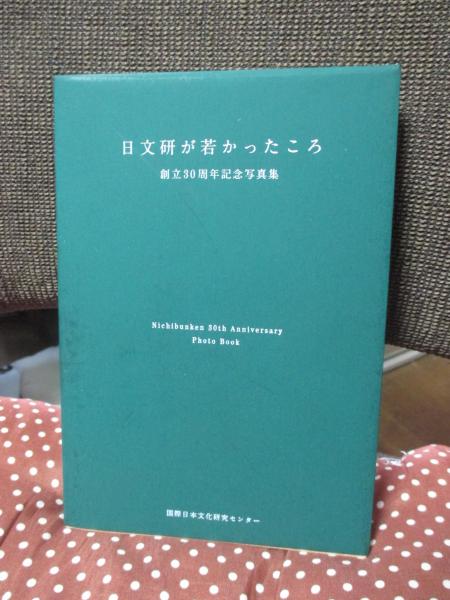 日文研が若かったころ
創立30周年記念写真集
Nichibunken 30th Anniversary
Photo Book
国際日本文化研究センター